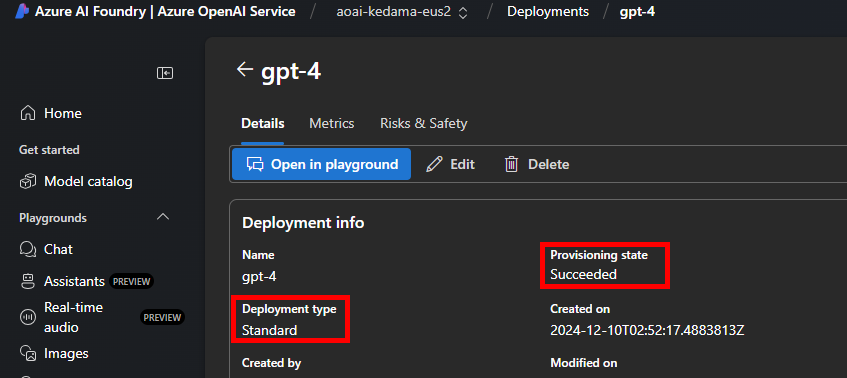 Azure AI Foundry | Azure OpenAI Service / aoai-kedama-eus2 / Deployments / gpt-4
gpt-4
Home
Details Metrics Risks & Safety
Get started
Open in playground Edit Delete
Model catalog
Playgrounds
Deployment info
Chat
Name Provisioning state
gpt-4 Succeeded
Assistants PREVIEW
Real-time audio PREVIEW
Deployment type Created on
Standard 2024-12-10T02:52:17.4883813Z
Images
Created by Modified on